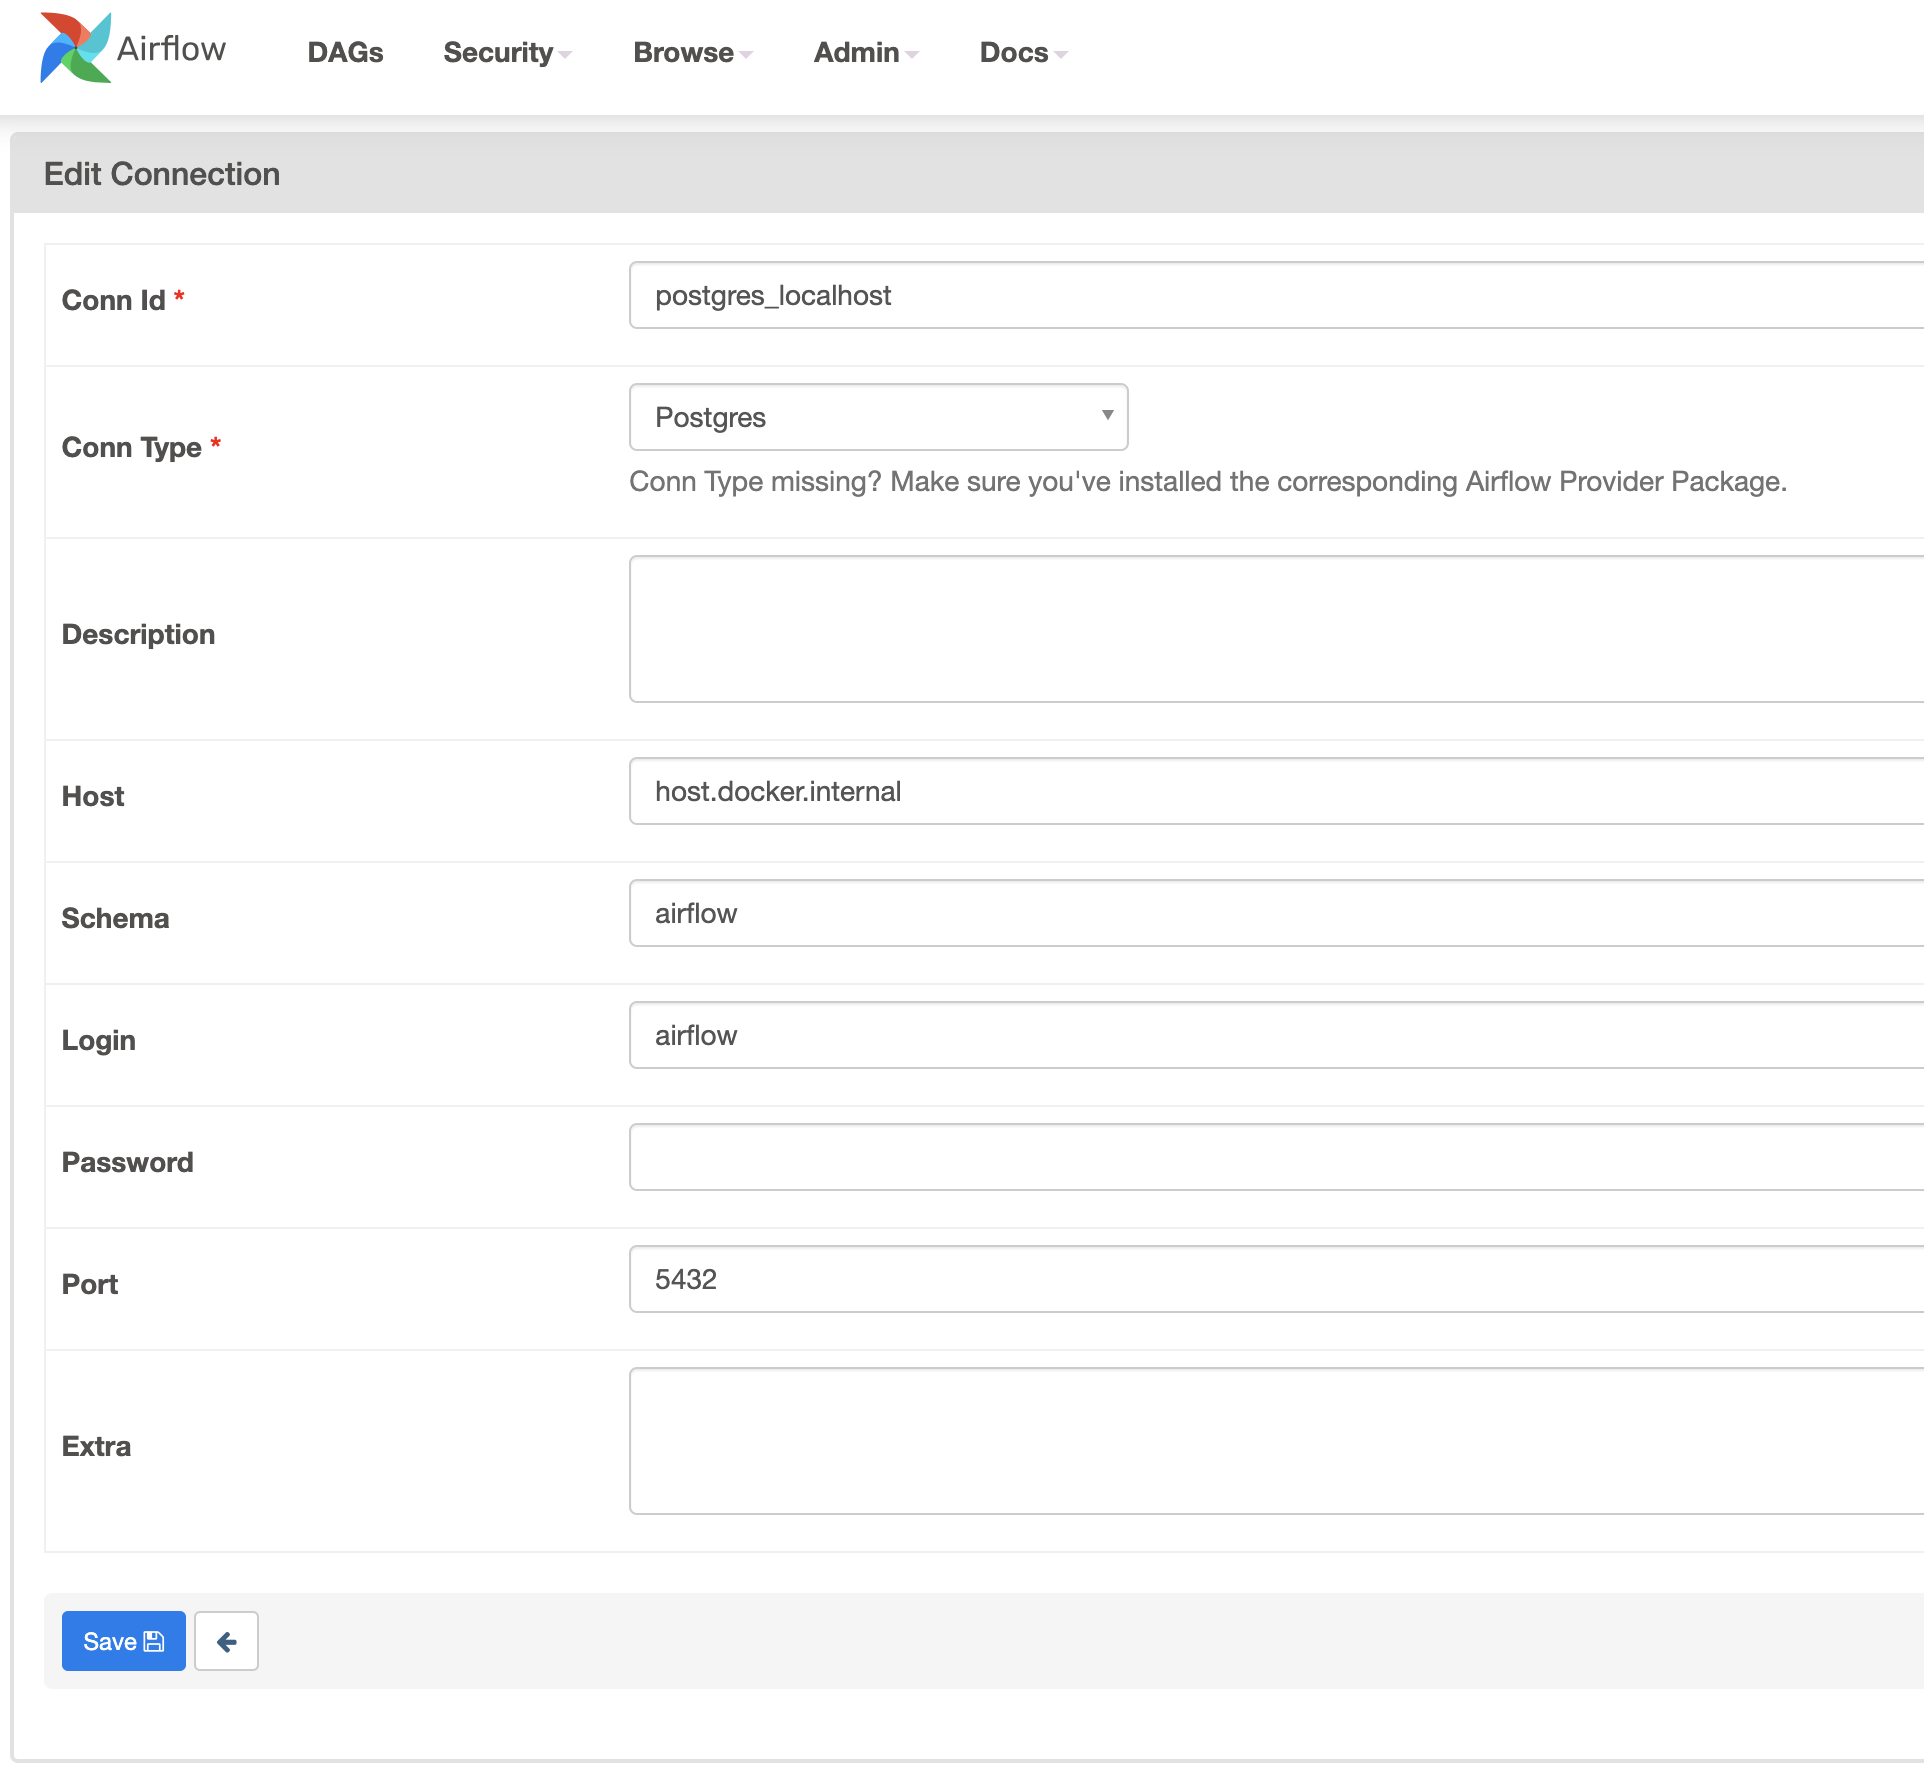 Airflow DAGs Security Browse Admin Docs
Edit Connection
Conn Id * postgres_localhost
Conn Type * Postgres
Conn Type missing? Make sure you've installed the corresponding Airflow Provider Package.
Description
Host host.docker.internal
Schema airflow
Login airflow
Password
Port 5432
Extra
Save